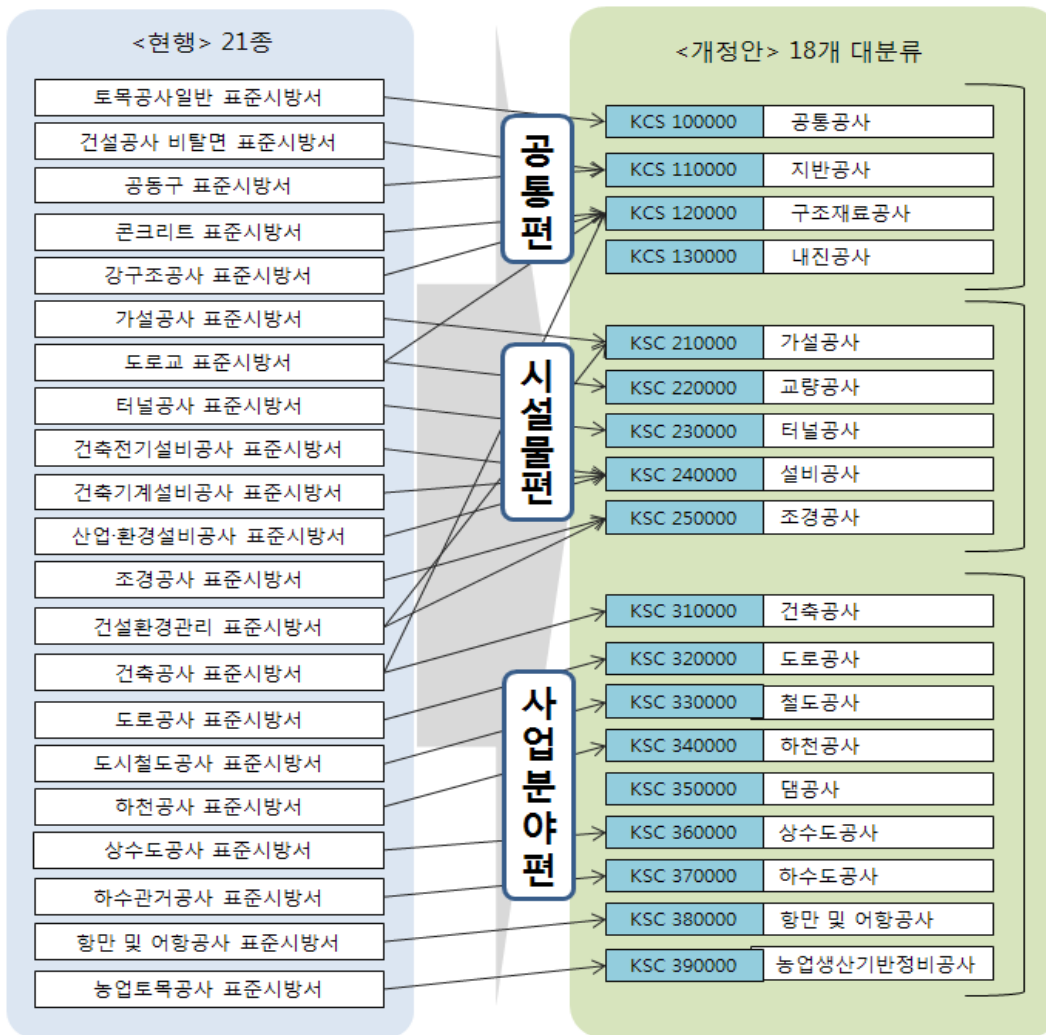 <현행> 21종
토목공사일반 표준시방서
건설공사 비탈면 표준시방서
공동구 표준시방서
콘크리트 표준시방서
강구조공사 표준시방서
가설공사 표준시방서
도로교 표준시방서
터널공사 표준시방서
건축전기설비공사 표준시방서
건축기계설비공사 표준시방서
산업·환경설비공사 표준시방서
조경공사 표준시방서
건설환경관리 표준시방서
건축공사 표준시방서
도로공사 표준시방서
도시철도공사 표준시방서
하천공사 표준시방서
상수도공사 표준시방서
하수관거공사 표준시방서
항만 및 어항공사 표준시방서
농업토목공사 표준시방서
<개정안> 18개 대분류
공통편
KCS 100000 공통공사
KCS 110000 지반공사
KCS 120000 구조재료공사
KCS 130000 내진공사
시설물편
KSC 210000 가설공사
KSC 220000 교량공사
KSC 230000 터널공사
KSC 240000 설비공사
KSC 250000 조경공사
사업분야편
KSC 310000 건축공사
KSC 320000 도로공사
KSC 330000 철도공사
KSC 340000 하천공사
KSC 350000 댐공사
KSC 360000 상수도공사
KSC 370000 하수도공사
KSC 380000 항만 및 어항공사
KSC 390000 농업생산기반정비공사